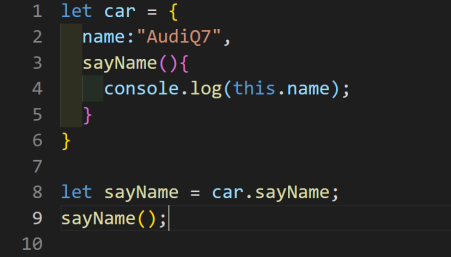 1 let car = {
2   name:"AudiQ7",
3   sayName(){
4     console.log(this.name);
5   }
6 }
7
8 let sayName = car.sayName;
9 sayName();
10